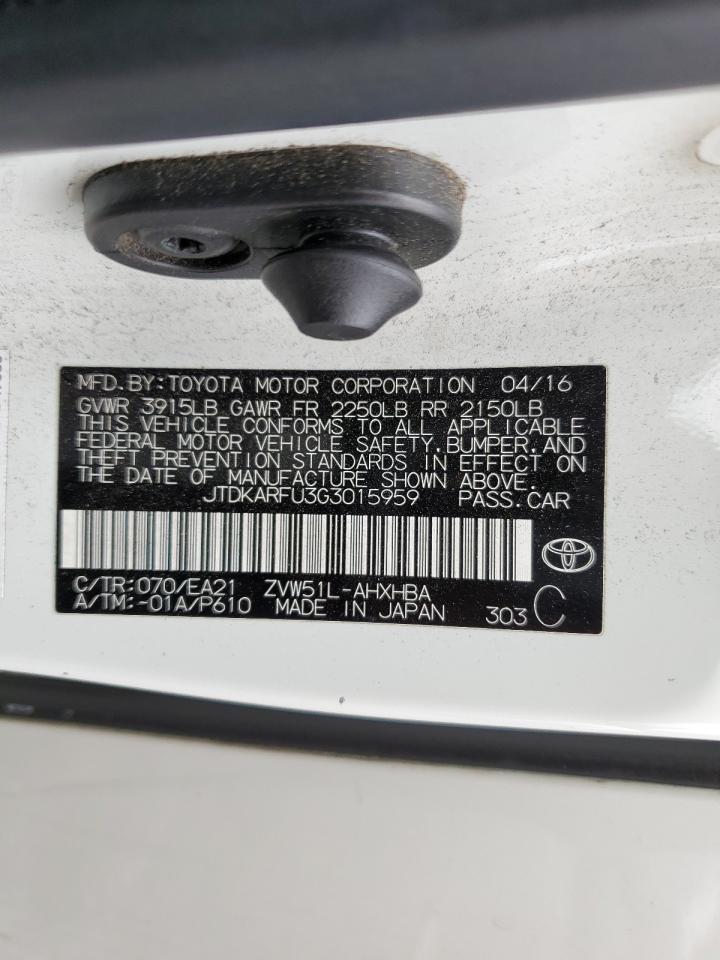 MFD. BY: TOYOTA MOTOR CORPORATION 04/16
GVWR 3915LB GAWR FR 2250LB RR 2150LB
THIS VEHICLE CONFORMS TO ALL APPLICABLE
FEDERAL MOTOR VEHICLE SAFETY,BUMPER,AND
THEFT PREVENTION STANDARDS IN EFFECT ON
THE DATE OF MANUFACTURE SHOWN ABOVE.
JTDKARFU3G3015959 PASS.CAR
C/TR:070/EA21 ZVW51L-AHXHBA
A/TM:-01A/P610 MADE IN JAPAN 303 C